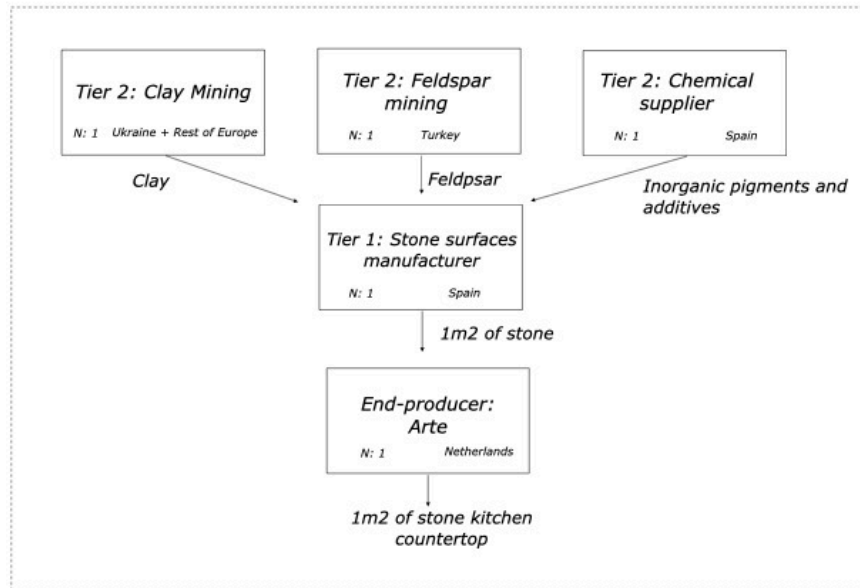 Tier 2: Clay Mining
N: 1 Ukraine + Rest of Europe
Tier 2: Feldspar
mining
N: 1 Turkey
Tier 2: Chemical
supplier
N: 1 Spain
Clay
Feldpsar
Inorganic pigments and
additives
Tier 1: Stone surfaces
manufacturer
N: 1 Spain
1m2 of stone
End-producer:
Arte
N: 1 Netherlands
1m2 of stone kitchen
countertop